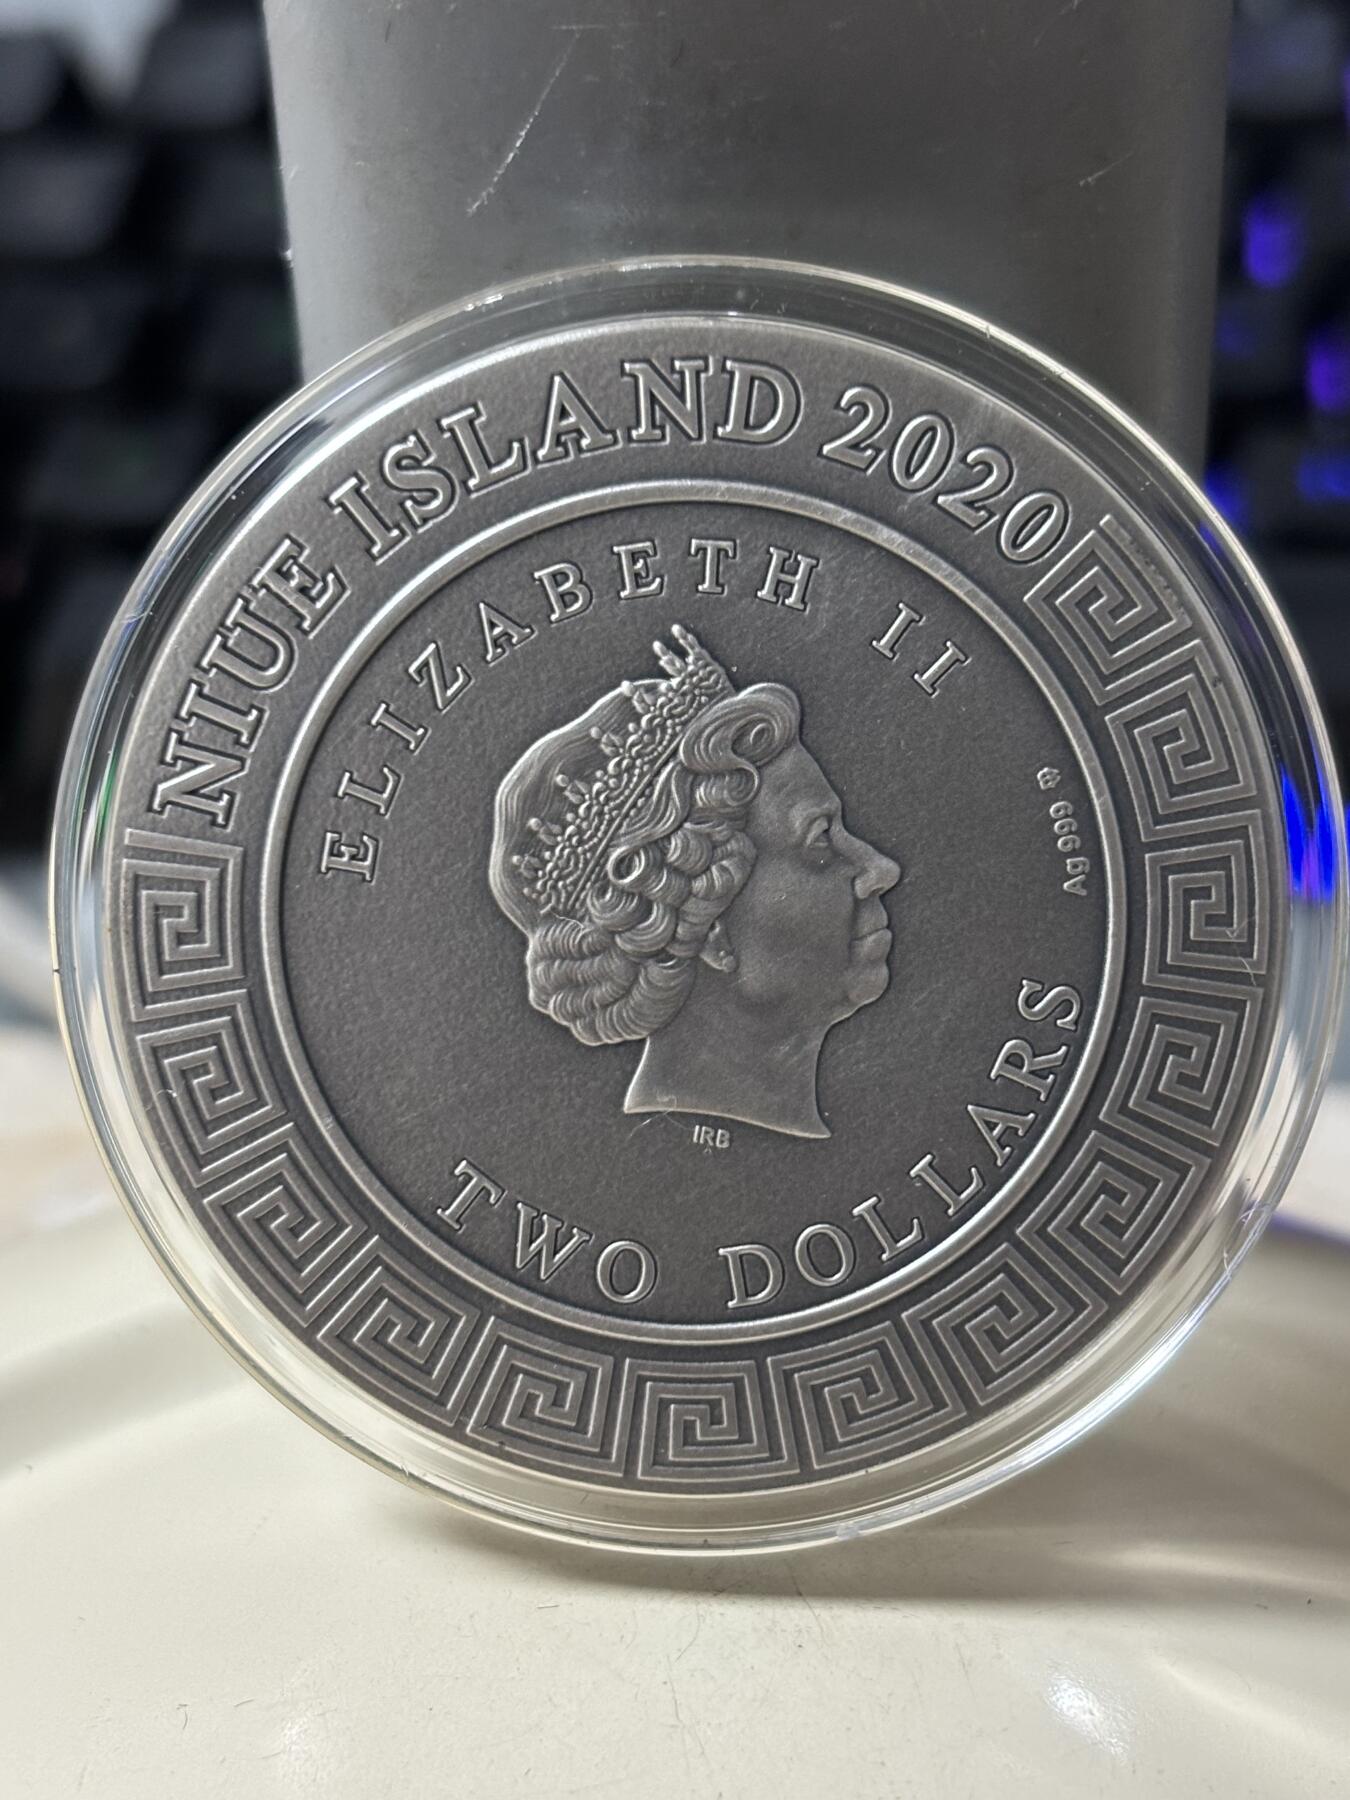 NIUE ISLAND 2020
ELIZABETH II
Ag 999
IRB
TWO DOLLARS